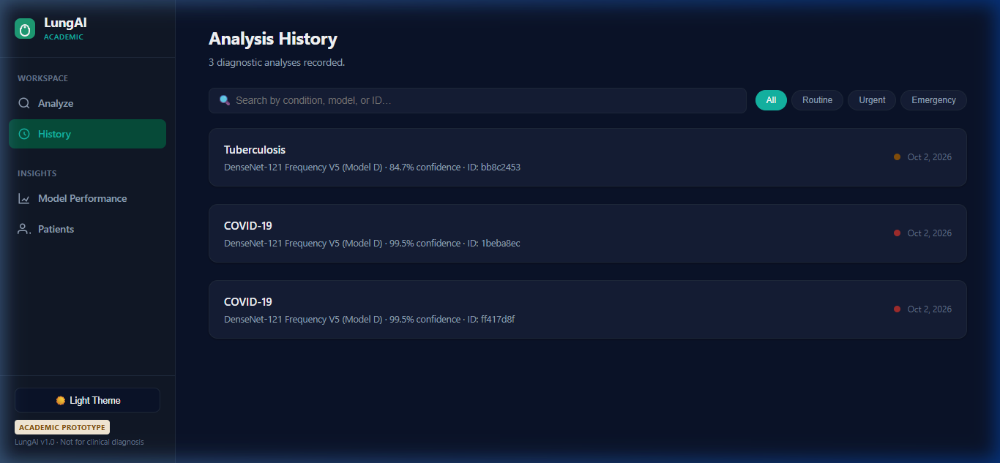 LungAI
ACADEMIC
WORKSPACE
Analyze
History
INSIGHTS
Model Performance
Patients
Light Theme
ACADEMIC PROTOTYPE
LungAI v1.0 · Not for clinical diagnosis
Analysis History
3 diagnostic analyses recorded.
Search by condition, model, or ID…
All
Routine
Urgent
Emergency
Tuberculosis
DenseNet-121 Frequency V5 (Model D) · 84.7% confidence · ID: bb8c2453
Oct 2, 2026
COVID-19
DenseNet-121 Frequency V5 (Model D) · 99.5% confidence · ID: 1beba8ec
Oct 2, 2026
COVID-19
DenseNet-121 Frequency V5 (Model D) · 99.5% confidence · ID: ff417d8f
Oct 2, 2026